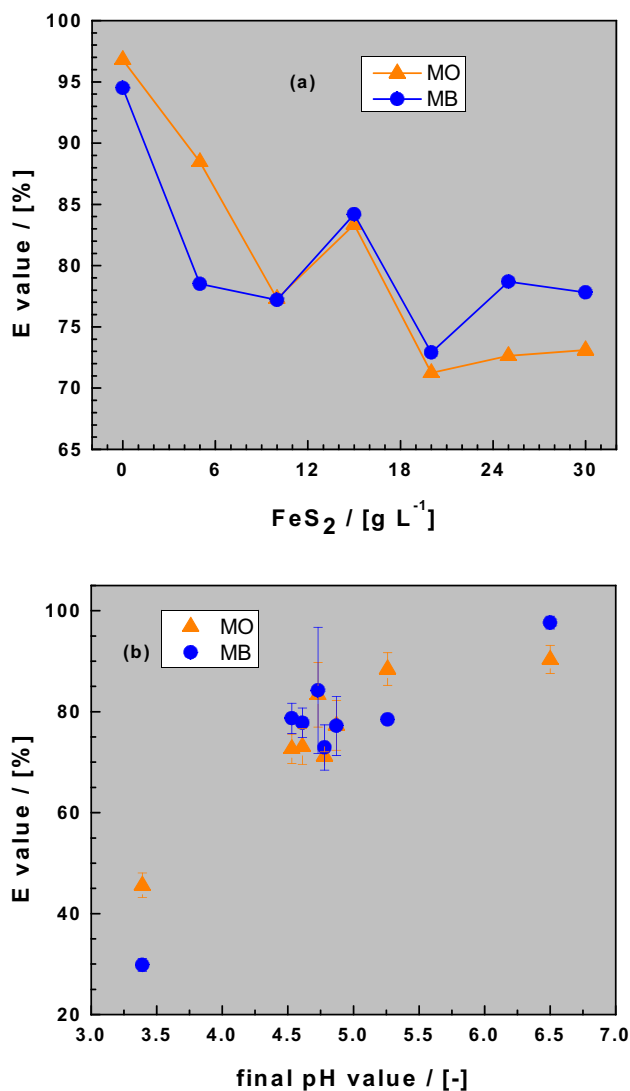 100
95
90
85
80
75
70
65
E value / [%]
(a)
MO
MB
0 6 12 18 24 30
FeS2 / [g L-1]
100
80
60
40
20
E value / [%]
MO
(b)
MB
3.0 3.5 4.0 4.5 5.0 5.5 6.0 6.5 7.0
final pH value / [-]